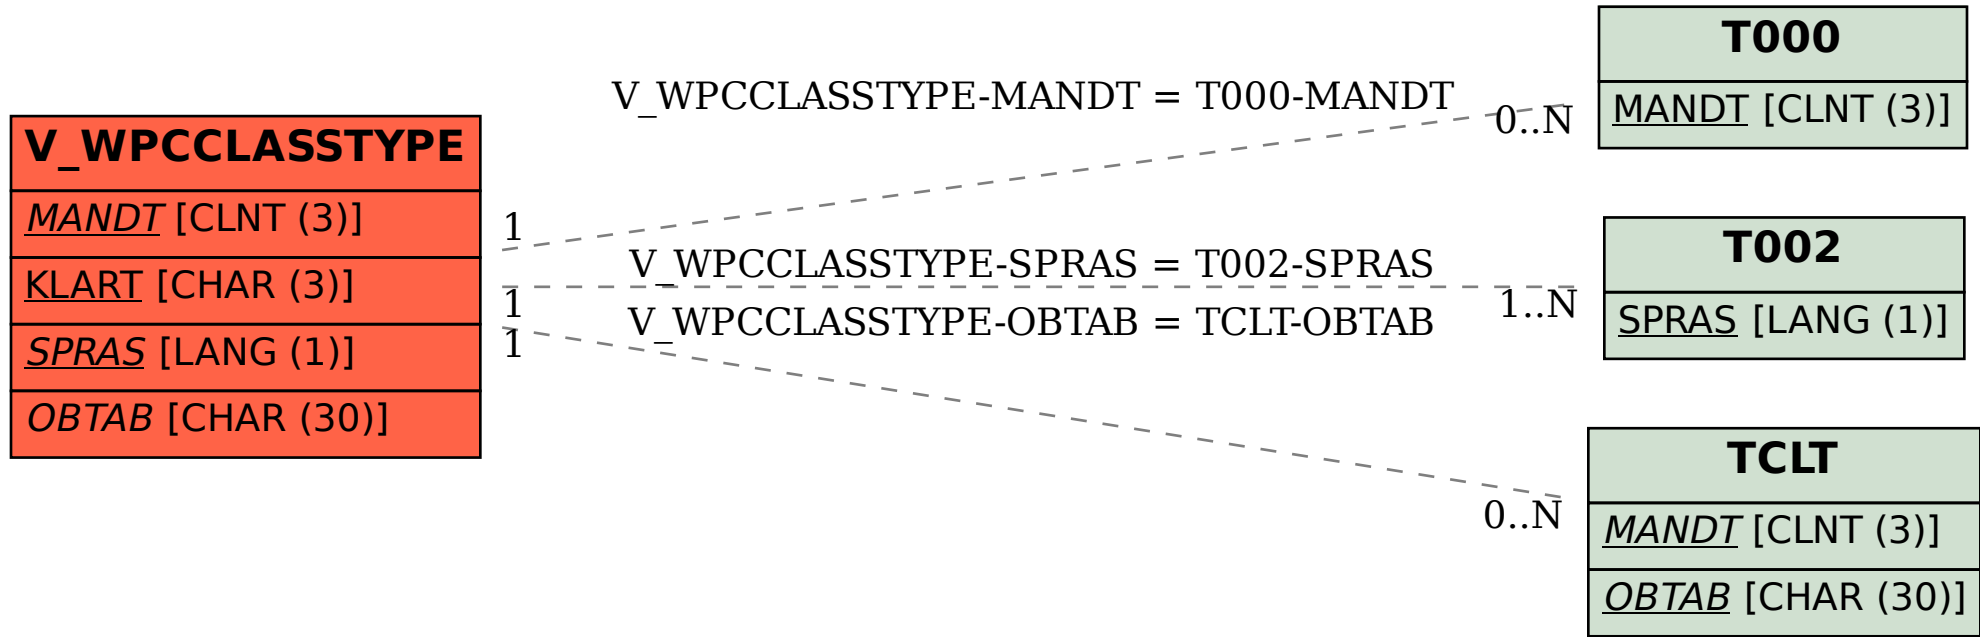 V_WPCCLASSTYPE
MANDT [CLNT (3)]
KLART [CHAR (3)]
SPRAS [LANG (1)]
OBTAB [CHAR (30)]
V_WPCCLASSTYPE-MANDT = T000-MANDT
0..N
1
V_WPCCLASSTYPE-SPRAS = T002-SPRAS
1
1..N
V_WPCCLASSTYPE-OBTAB = TCLT-OBTAB
1
0..N
T000
MANDT [CLNT (3)]
T002
SPRAS [LANG (1)]
TCLT
MANDT [CLNT (3)]
OBTAB [CHAR (30)]